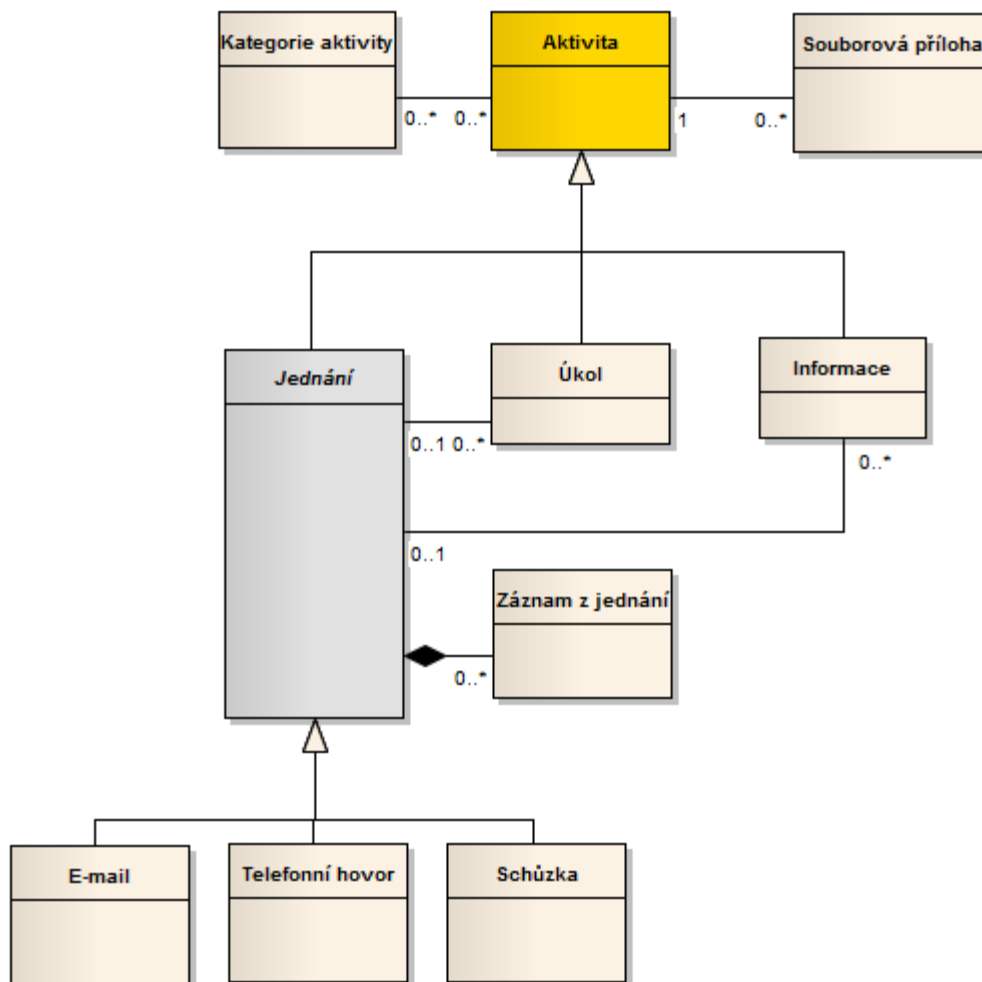 Kategorie aktivity
Aktivita
Souborová příloha
0..* 0..*
1
0..*
Jednání
Úkol
Informace
0..1 0..*
0..*
0..1
Záznam z jednání
0..*
E-mail
Telefonní hovor
Schůzka